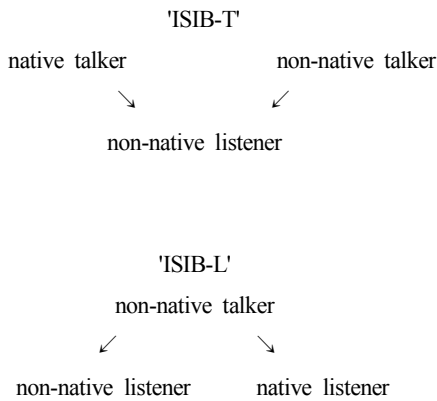 'ISIB-T'
native talker non-native talker
non-native listener
'ISIB-L'
non-native talker
non-native listener native listener